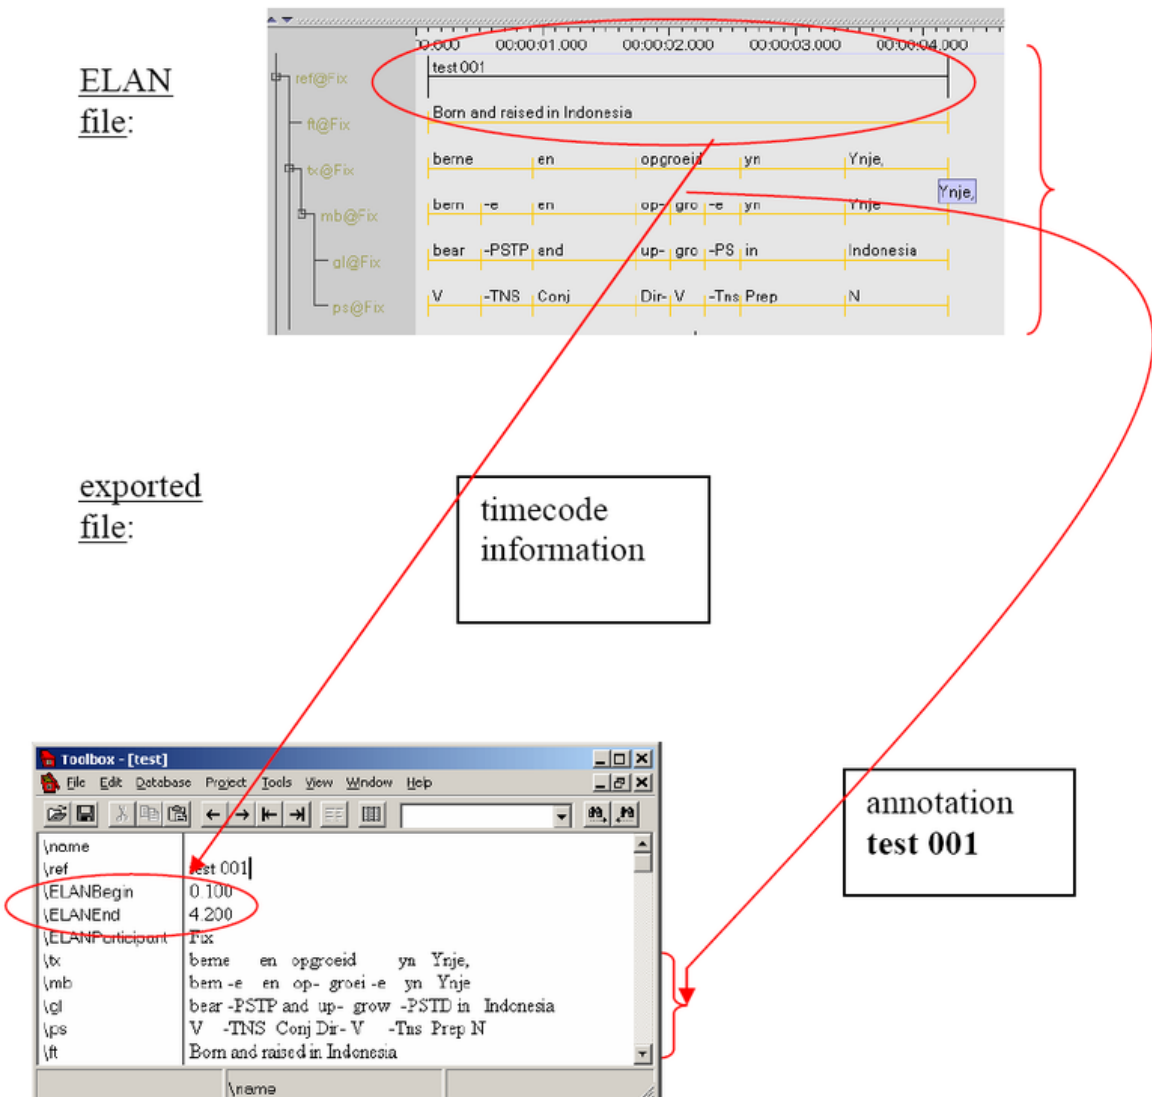 00:000 00:00:01.000 00:00:02.000 00:00:03.000 00:00:04.000
ELAN
file:
ref@Fix test 001
ft@Fix Born and raised in Indonesia
tx@Fix berne en opgroeid yn Ynje,
Ynje,
mb@Fix bern -e en op- gro -e yn Ynje
gl@Fix bear -PSTP and up- gro -PS in Indonesia
ps@Fix V -TNS Conj Dir- V -Tns Prep N
exported
file:
timecode
information
Toolbox - [test]
File Edit Database Project Tools View Window Help
\name
\ref test 001
\ELANBegin 0.100
\ELANEnd 4.200
\ELANParticipant Fix
\tx berne en opgroeid yn Ynje,
\mb bern -e en op- groei -e yn Ynje
\gl bear -PSTP and up- grow -PSTD in Indonesia
\ps V -TNS Conj Dir- V -Tns Prep N
\ft Born and raised in Indonesia
\name
annotation
test 001